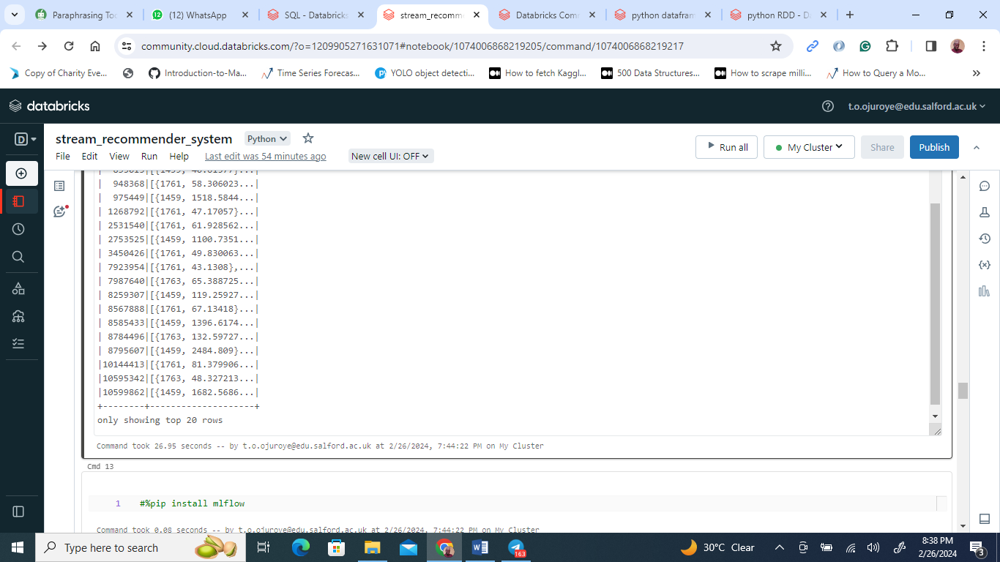 Paraphrasing Too
(12) WhatsApp
SQL - Databricks
stream_recomme
Databricks Com
python datafram
python RDD - Da
community.cloud.databricks.com/?o=1209905271631071#notebook/1074006868219205/command/1074006868219217
Copy of Charity Eve...
Introduction-to-Ma...
Time Series Forecas...
YOLO object detecti...
How to fetch Kaggl...
500 Data Structures...
How to scrape milli...
How to Query a Mo...
databricks
t.o.ojuroye@edu.salford.ac.uk
D
stream_recommender_system
Python
File Edit View Run Help
Last edit was 54 minutes ago
New cell UI: OFF
Run all
My Cluster
Share
Publish
| 948368|[{1761, 58.306023...|
| 975449|[{1459, 1518.5844...|
| 1268792|[{1761, 47.17057}...|
| 2531540|[{1761, 61.928562...|
| 2753525|[{1459, 1100.7351...|
| 3450426|[{1761, 49.830063...|
| 7923954|[{1761, 43.1308},...|
| 7987640|[{1763, 65.388725...|
| 8259307|[{1459, 119.25927...|
| 8567888|[{1761, 67.13418}...|
| 8585433|[{1459, 1396.6174...|
| 8784496|[{1763, 132.59727...|
| 8795607|[{1459, 2484.809}...|
|10144413|[{1761, 81.379906...|
|10595342|[{1763, 48.327213...|
|10599862|[{1459, 1682.5686...|
+--------+--------------------+
only showing top 20 rows
Command took 26.95 seconds -- by t.o.ojuroye@edu.salford.ac.uk at 2/26/2024, 7:44:22 PM on My Cluster
Cmd 13
1 #%pip install mlflow
Command took 0.08 seconds -- by t.o.ojuroye@edu.salford.ac.uk at 2/26/2024, 7:44:22 PM on My Cluster
Type here to search
163
30°C Clear
8:38 PM
2/26/2024
3